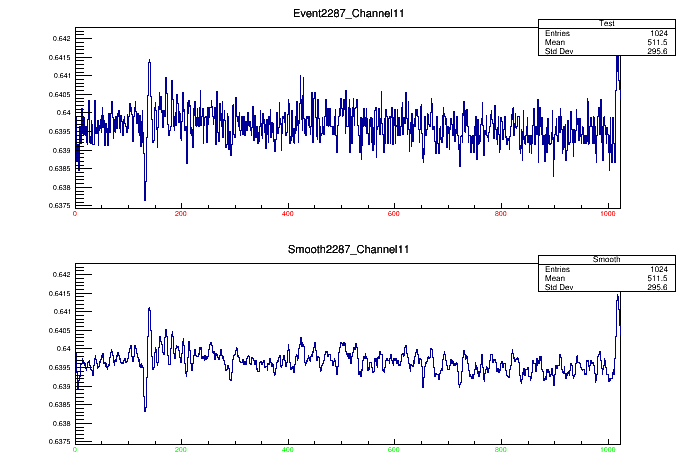 Event2287_Channel11
Test
Entries 1024
Mean 511.5
Std Dev 295.6
0.642
0.6415
0.641
0.6405
0.64
0.6395
0.639
0.6385
0.638
0.6375
0 200 400 600 800 1000
Smooth2287_Channel11
Smooth
Entries 1024
Mean 511.5
Std Dev 295.6
0.642
0.6415
0.641
0.6405
0.64
0.6395
0.639
0.6385
0.638
0.6375
0 200 400 600 800 1000